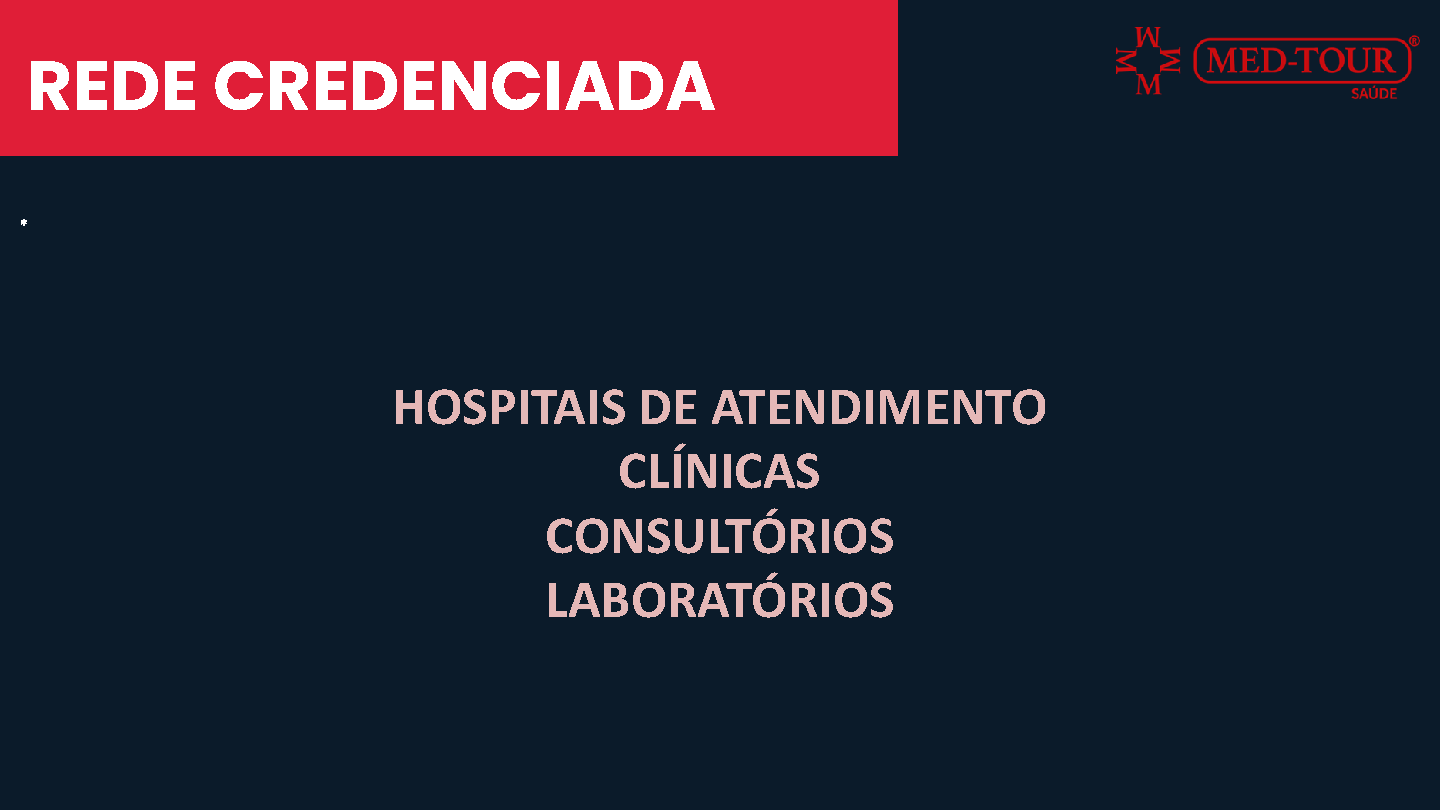 REDE CREDENCIADA
M
M M
M
MED-TOUR®
SAÚDE
*
HOSPITAIS DE ATENDIMENTO
CLÍNICAS
CONSULTÓRIOS
LABORATÓRIOS